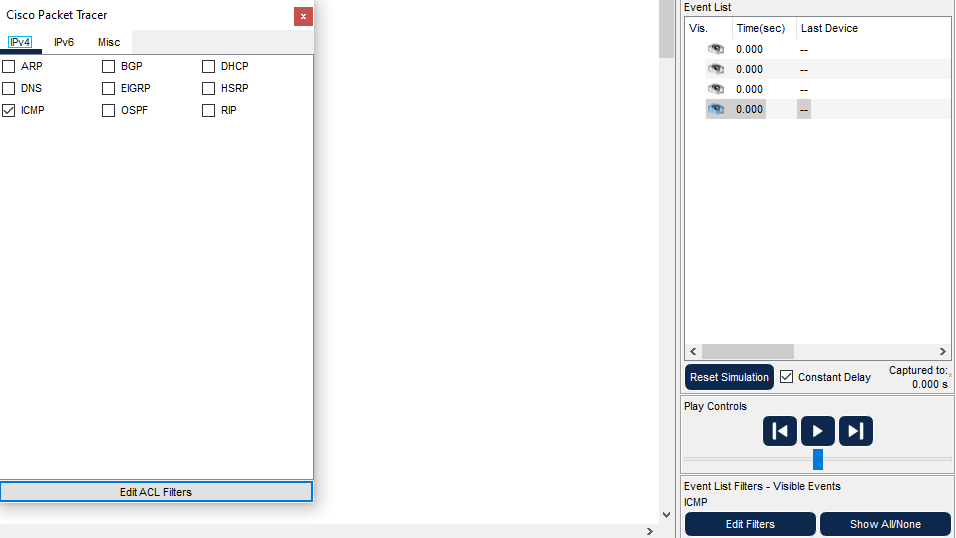 Cisco Packet Tracer
x
IPv4 IPv6 Misc
ARP BGP DHCP
DNS EIGRP HSRP
ICMP OSPF RIP
Edit ACL Filters
Event List
Vis. Time(sec) Last Device
0.000 --
0.000 --
0.000 --
0.000 --
Reset Simulation Constant Delay Captured to:
0.000 s
Play Controls
Event List Filters - Visible Events
ICMP
Edit Filters Show All/None